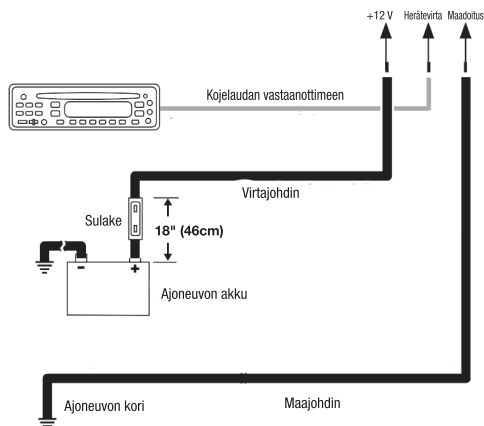 +12 V Herätevirta Maadoitus
Kojelaudan vastaanottimeen
Virtajohdin
Sulake
18" (46cm)
- +
Ajoneuvon akku
Ajoneuvon kori
Maajohdin